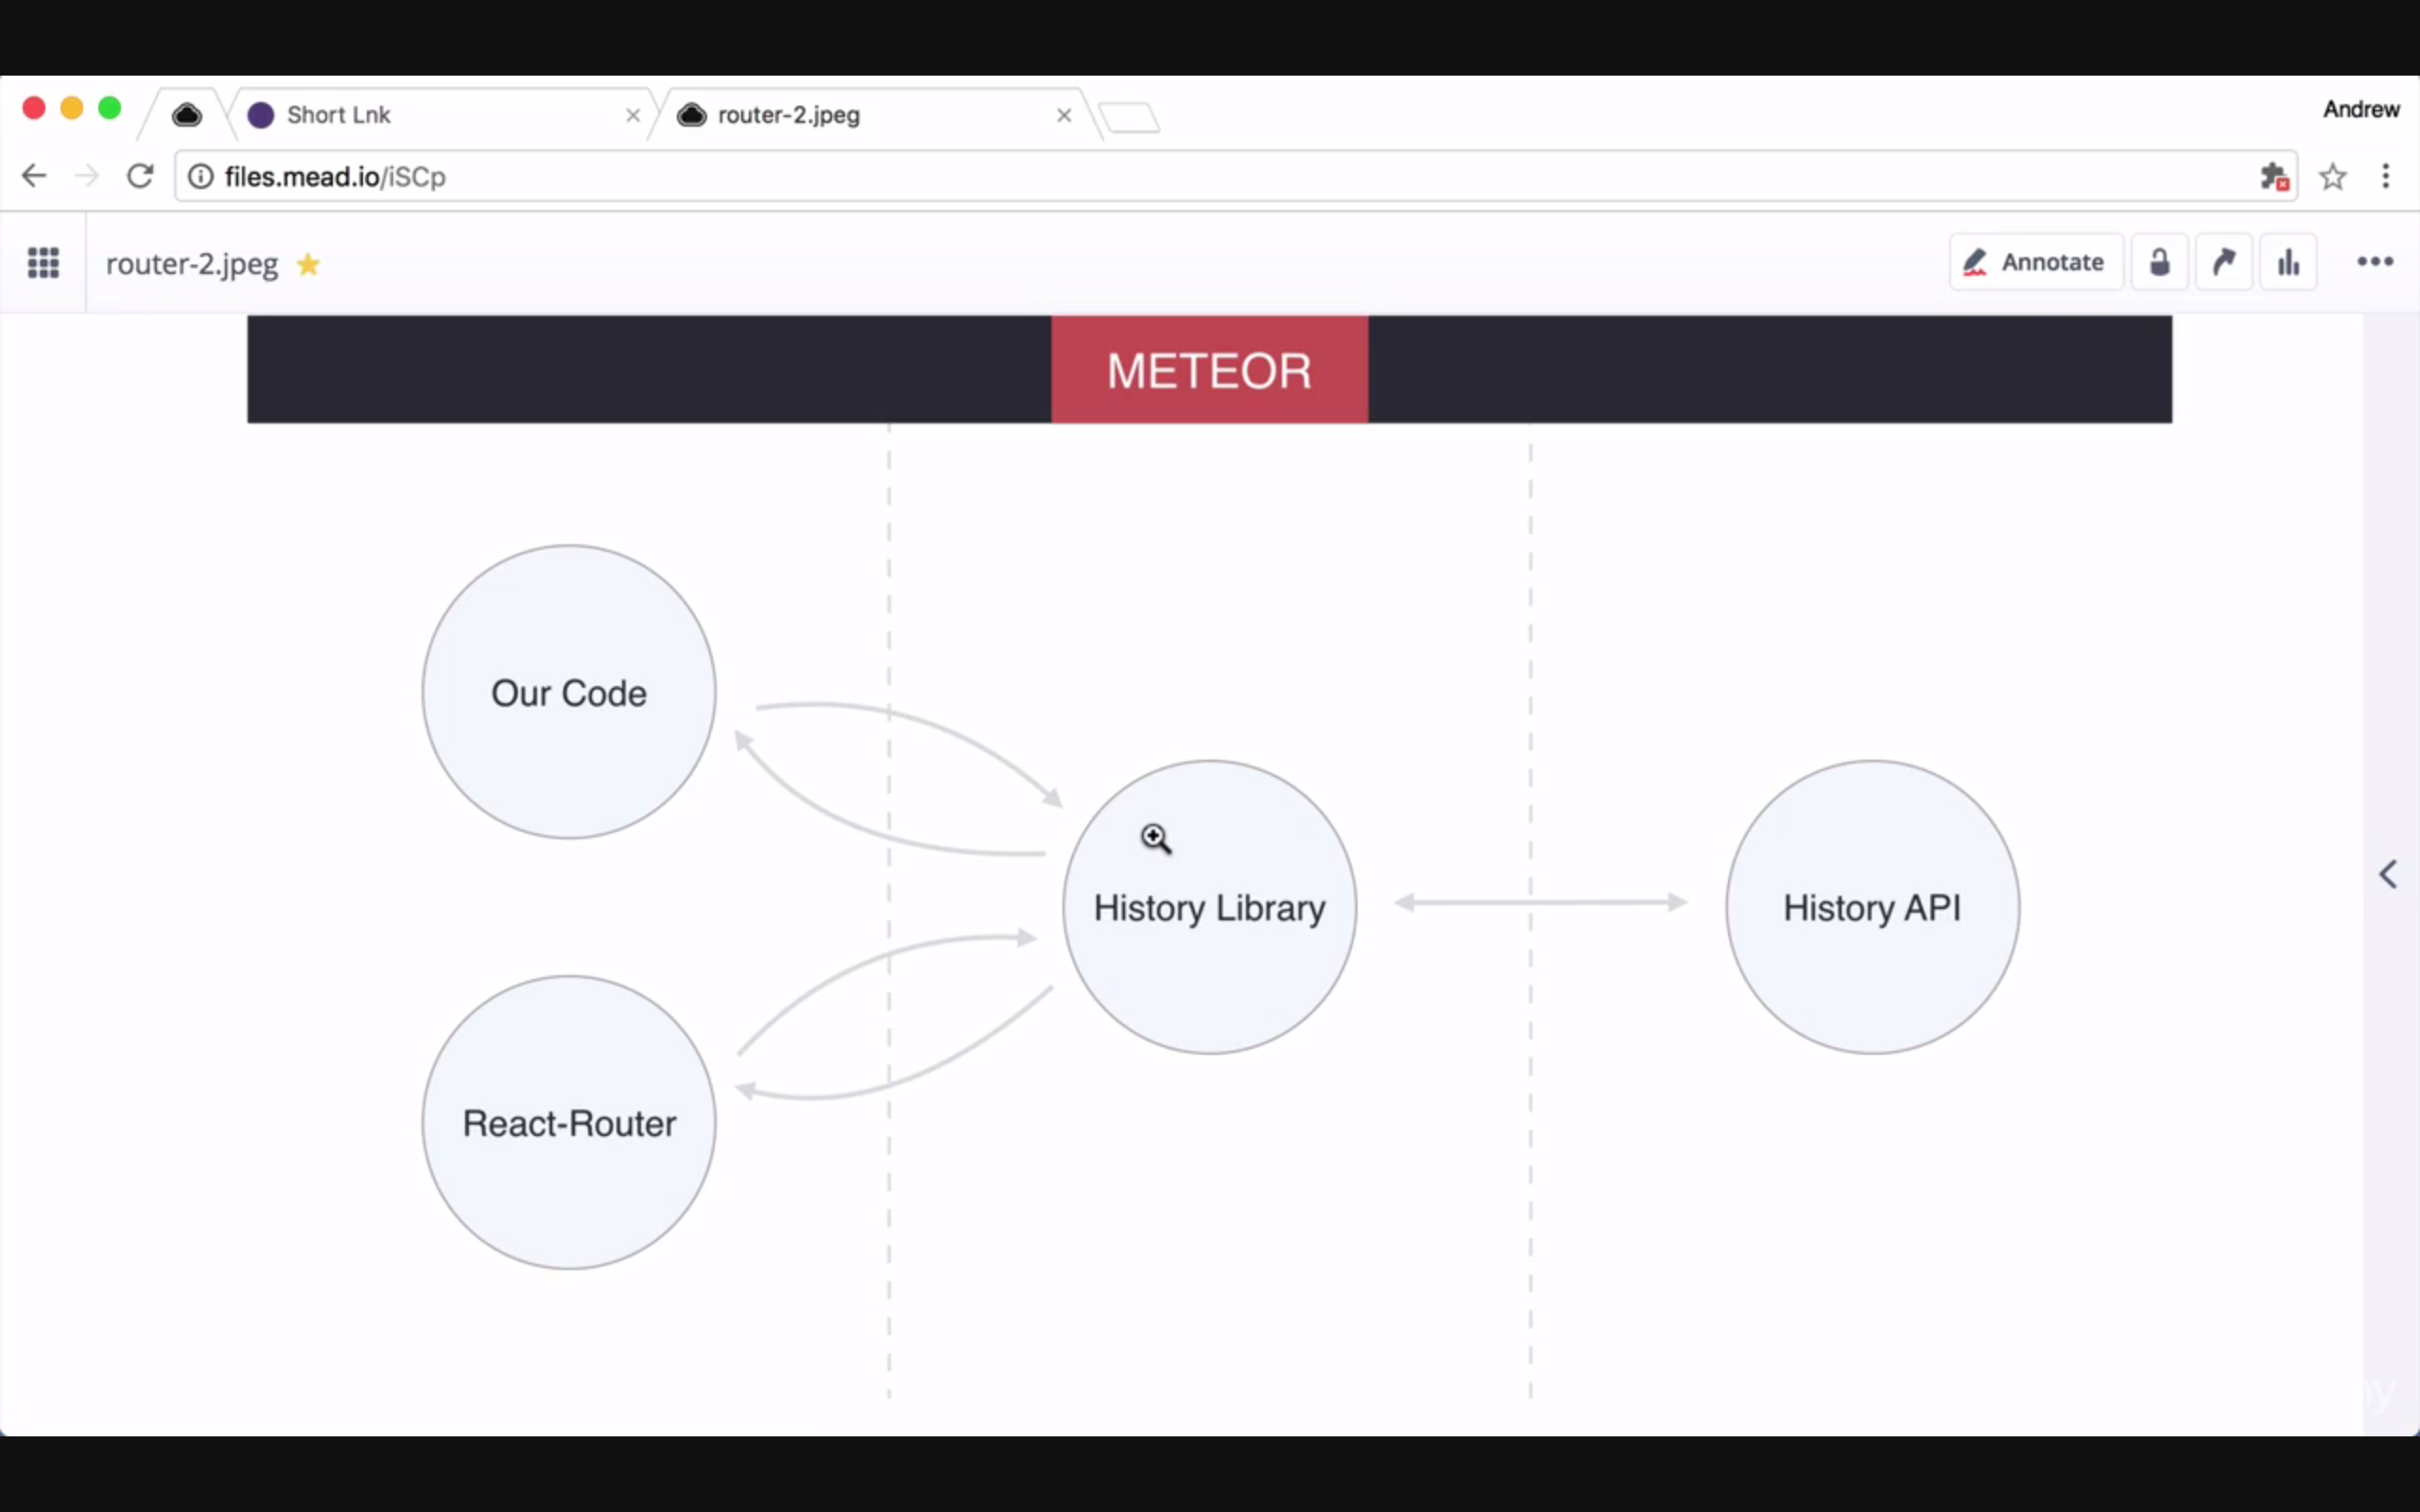 Short Lnk
router-2.jpeg
Andrew
files.mead.io/iSCp
router-2.jpeg
Annotate
METEOR
Our Code
History Library
History API
React-Router